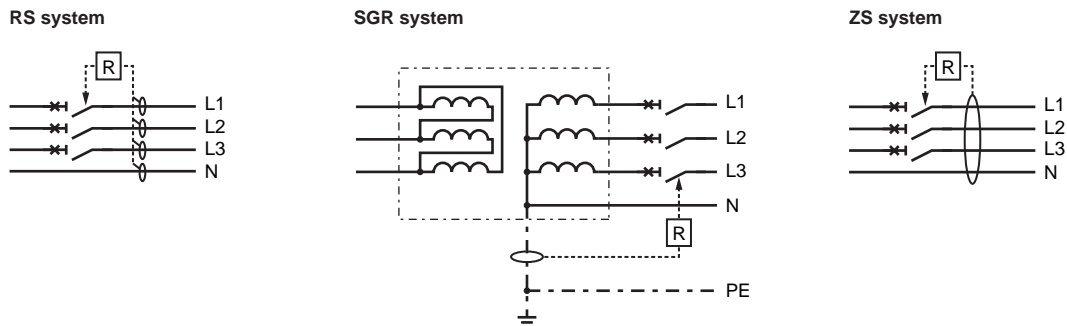 RS system
R
L1
L2
L3
N
SGR system
L1
L2
L3
N
R
PE
ZS system
R
L1
L2
L3
N